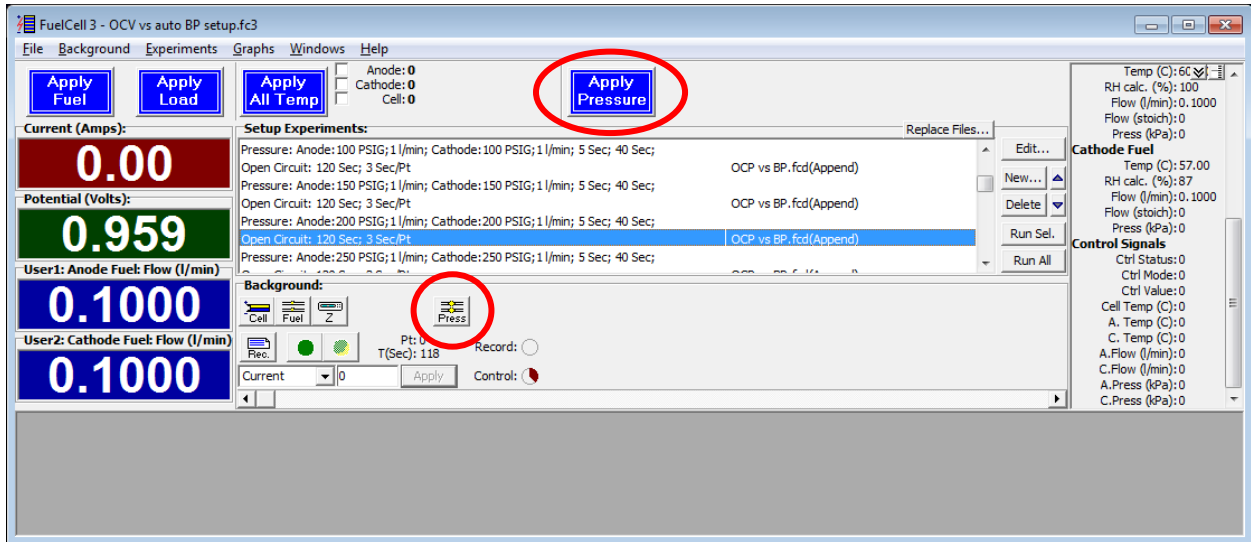 FuelCell 3 - OCV vs auto BP setup.fc3
File Background Experiments Graphs Windows Help
Apply Fuel
Apply Load
Apply All Temp
Anode: 0
Cathode: 0
Cell: 0
Apply Pressure
Current (Amps):
0.00
Potential (Volts):
0.959
User1: Anode Fuel: Flow (l/min)
0.1000
User2: Cathode Fuel: Flow (l/min)
0.1000
Setup Experiments:
Replace Files...
Pressure: Anode:100 PSIG;1 l/min; Cathode:100 PSIG;1 l/min; 5 Sec; 40 Sec;
Open Circuit: 120 Sec; 3 Sec/Pt OCP vs BP.fcd(Append)
Pressure: Anode:150 PSIG;1 l/min; Cathode:150 PSIG;1 l/min; 5 Sec; 40 Sec;
Open Circuit: 120 Sec; 3 Sec/Pt OCP vs BP.fcd(Append)
Pressure: Anode:200 PSIG;1 l/min; Cathode:200 PSIG;1 l/min; 5 Sec; 40 Sec;
Open Circuit: 120 Sec; 3 Sec/Pt OCP vs BP.fcd(Append)
Pressure: Anode:250 PSIG;1 l/min; Cathode:250 PSIG;1 l/min; 5 Sec; 40 Sec;
Edit...
New...
Delete
Run Sel.
Run All
Background:
Cell
Fuel
Z
Press
Rec.
Pt: 0
T(Sec): 118
Record:
Current 0 Apply Control:
Temp (C): 60
RH calc. (%): 100
Flow (l/min): 0.1000
Flow (stoich): 0
Press (kPa): 0
Cathode Fuel
Temp (C): 57.00
RH calc. (%): 87
Flow (l/min): 0.1000
Flow (stoich): 0
Press (kPa): 0
Control Signals
Ctrl Status: 0
Ctrl Mode: 0
Ctrl Value: 0
Cell Temp (C): 0
A. Temp (C): 0
C. Temp (C): 0
A.Flow (l/min): 0
C.Flow (l/min): 0
A.Press (kPa): 0
C.Press (kPa): 0